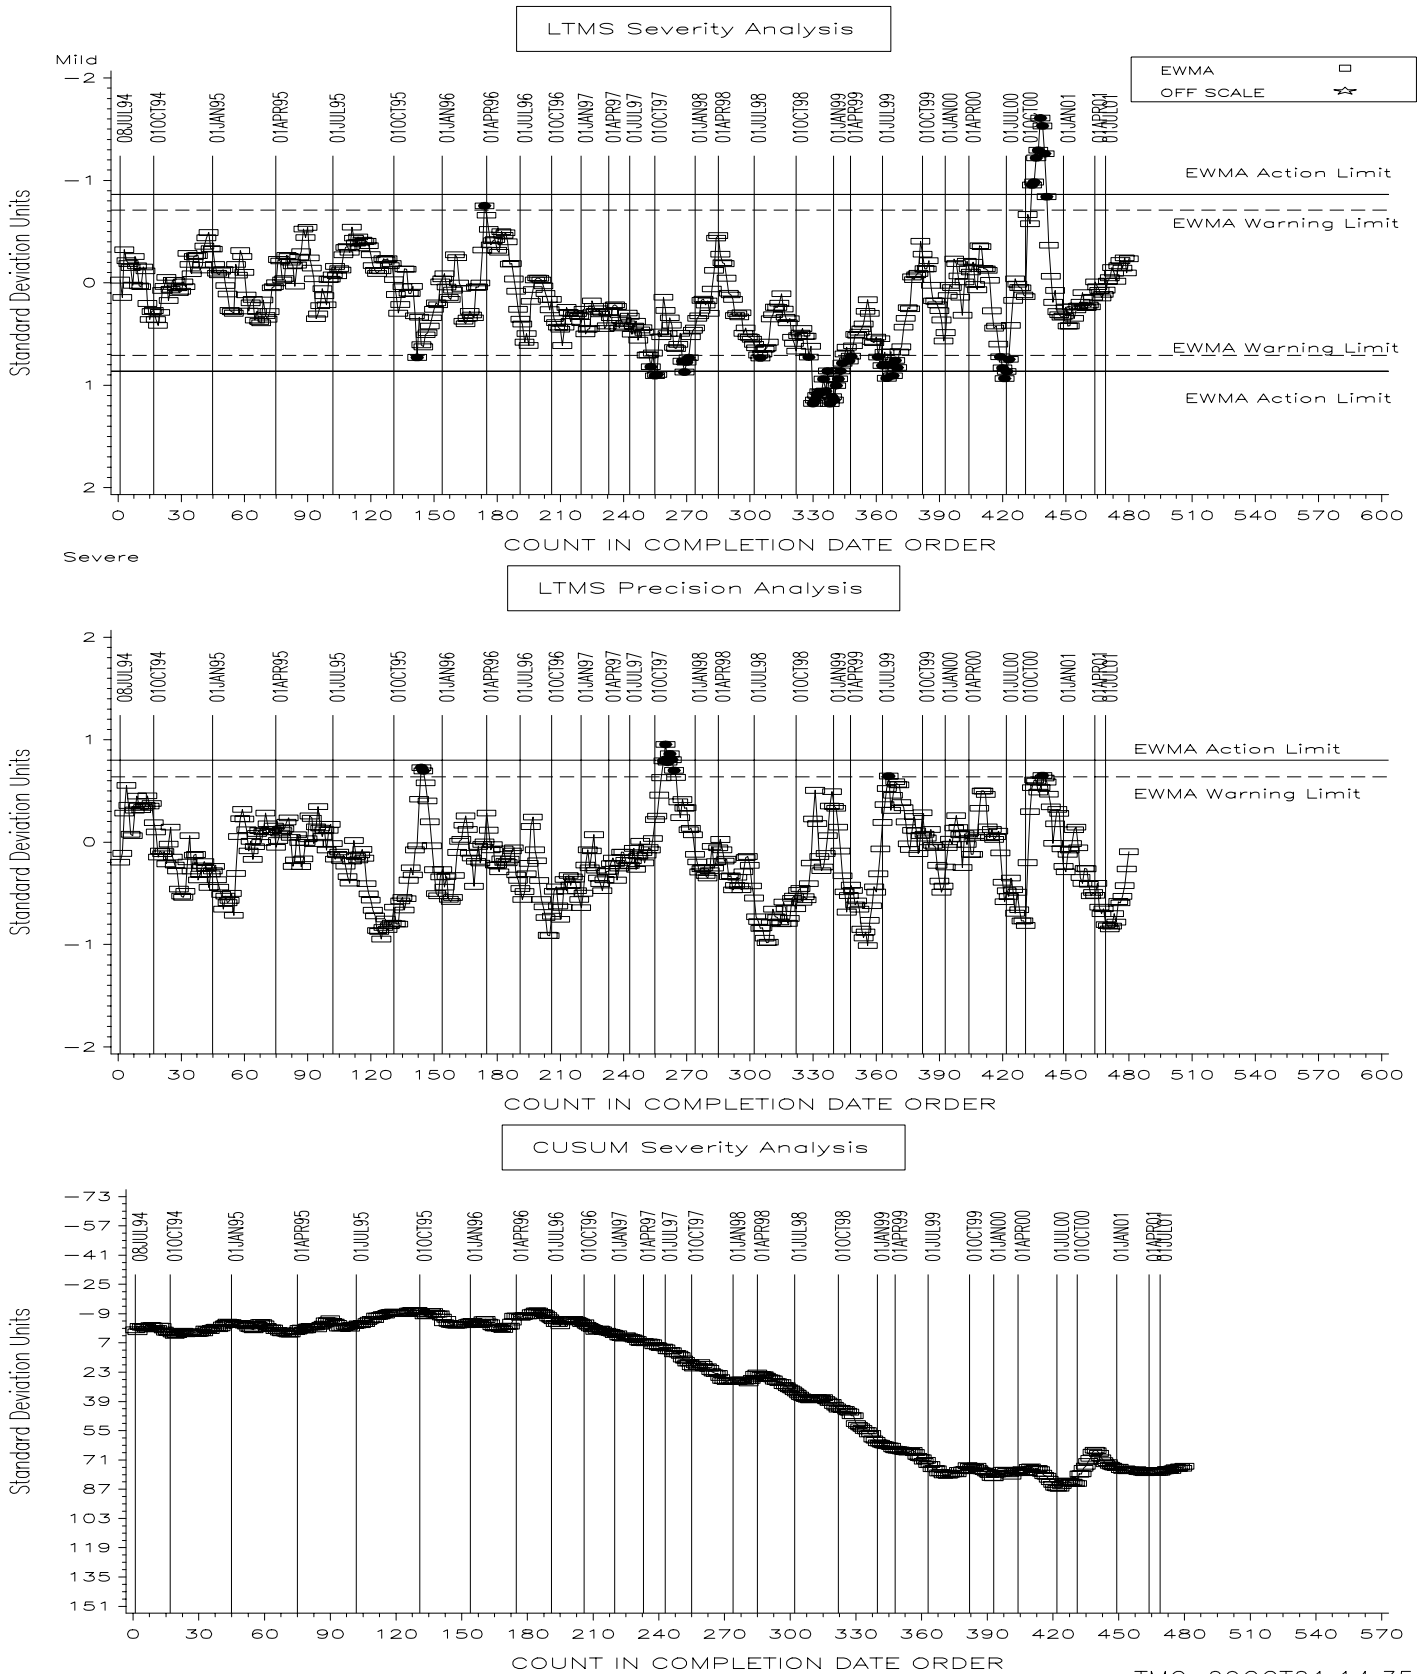 LTMS Severity Analysis
Mild
EWMA
OFF SCALE
-2
-1
0
1
2
Standard Deviation Units
08JUL94 01OCT94 01JAN95 01APR95 01JUL95 01OCT95 01JAN96 01APR96 01JUL96 01OCT96 01JAN97 01APR97 01JUL97 01OCT97 01JAN98 01APR98 01JUL98 01OCT98 01JAN99 01APR99 01JUL99 01OCT99 01JAN00 01APR00 01JUL00 01OCT00 01JAN01 01APR01 01JUL01
EWMA Action Limit
EWMA Warning Limit
EWMA Warning Limit
EWMA Action Limit
0 30 60 90 120 150 180 210 240 270 300 330 360 390 420 450 480 510 540 570 600
COUNT IN COMPLETION DATE ORDER
Severe
LTMS Precision Analysis
2
1
0
-1
-2
Standard Deviation Units
08JUL94 01OCT94 01JAN95 01APR95 01JUL95 01OCT95 01JAN96 01APR96 01JUL96 01OCT96 01JAN97 01APR97 01JUL97 01OCT97 01JAN98 01APR98 01JUL98 01OCT98 01JAN99 01APR99 01JUL99 01OCT99 01JAN00 01APR00 01JUL00 01OCT00 01JAN01 01APR01 01JUL01
EWMA Action Limit
EWMA Warning Limit
0 30 60 90 120 150 180 210 240 270 300 330 360 390 420 450 480 510 540 570 600
COUNT IN COMPLETION DATE ORDER
CUSUM Severity Analysis
-73
-57
-41
-25
-9
7
23
39
55
71
87
103
119
135
151
Standard Deviation Units
08JUL94 01OCT94 01JAN95 01APR95 01JUL95 01OCT95 01JAN96 01APR96 01JUL96 01OCT96 01JAN97 01APR97 01JUL97 01OCT97 01JAN98 01APR98 01JUL98 01OCT98 01JAN99 01APR99 01JUL99 01OCT99 01JAN00 01APR00 01JUL00 01OCT00 01JAN01 01APR01 01JUL01
0 30 60 90 120 150 180 210 240 270 300 330 360 390 420 450 480 510 540 570
COUNT IN COMPLETION DATE ORDER